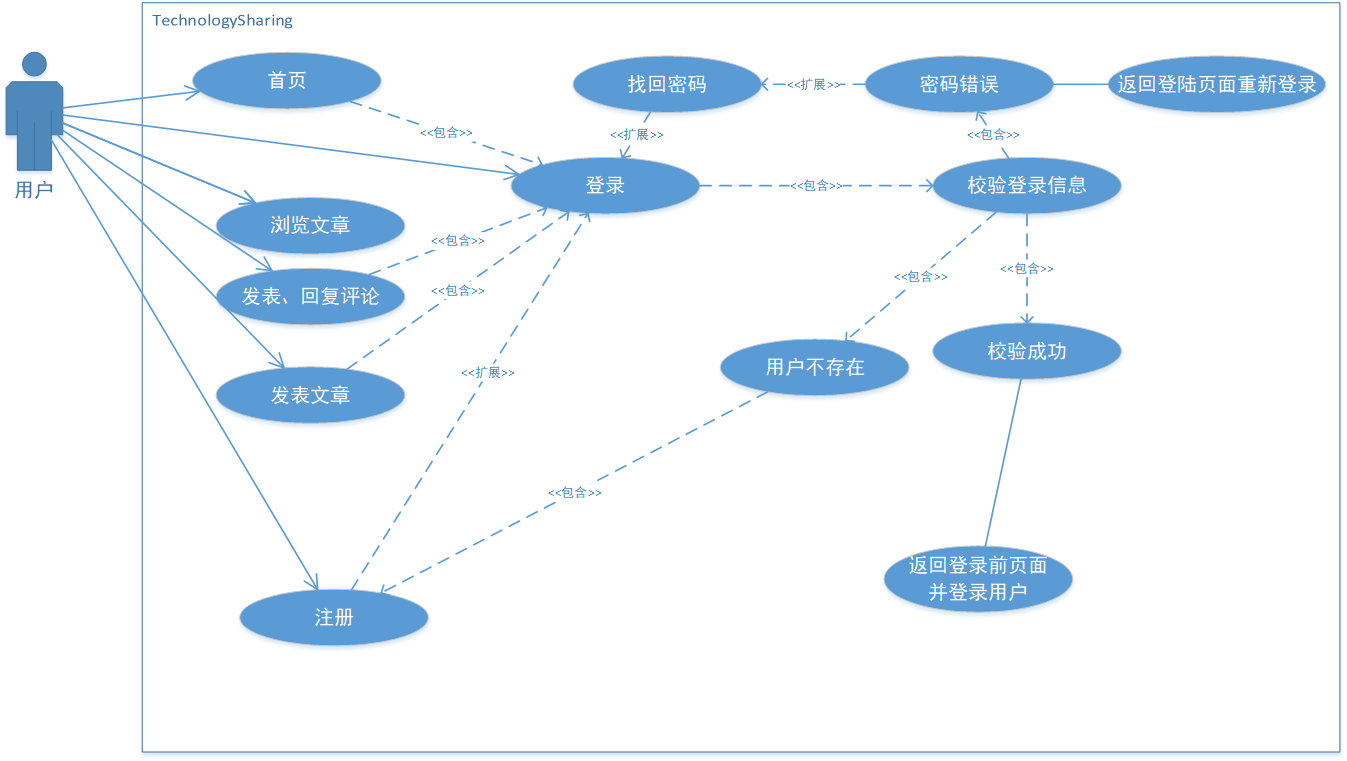 TechnologySharing
用户
首页
找回密码
<<扩展>>
密码错误
返回登陆页面重新登录
<<包含>>
<<扩展>>
<<包含>>
登录
<<包含>>
校验登录信息
浏览文章
<<包含>>
发表、回复评论
<<包含>>
<<包含>>
<<包含>>
校验成功
用户不存在
<<扩展>>
发表文章
<<包含>>
返回登录前页面
并登录用户
注册